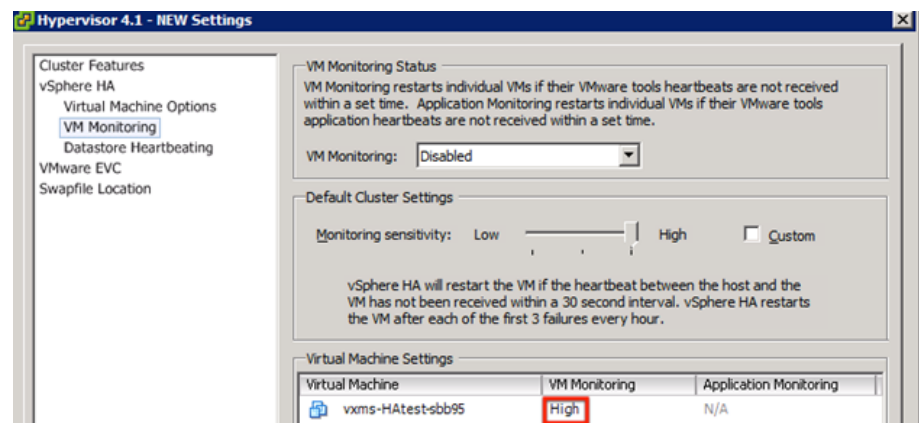 Hypervisor 4.1 - NEW Settings
Cluster Features
vSphere HA
Virtual Machine Options
VM Monitoring
Datastore Heartbeating
VMware EVC
Swapfile Location
VM Monitoring Status
VM Monitoring restarts individual VMs if their VMware tools heartbeats are not received
within a set time. Application Monitoring restarts individual VMs if their VMware tools
application heartbeats are not received within a set time.
VM Monitoring: Disabled
Default Cluster Settings
Monitoring sensitivity: Low High Custom
vSphere HA will restart the VM if the heartbeat between the host and the
VM has not been received within a 30 second interval. vSphere HA restarts
the VM after each of the first 3 failures every hour.
Virtual Machine Settings
Virtual Machine VM Monitoring Application Monitoring
vxms-HAtest-sbb95 High N/A